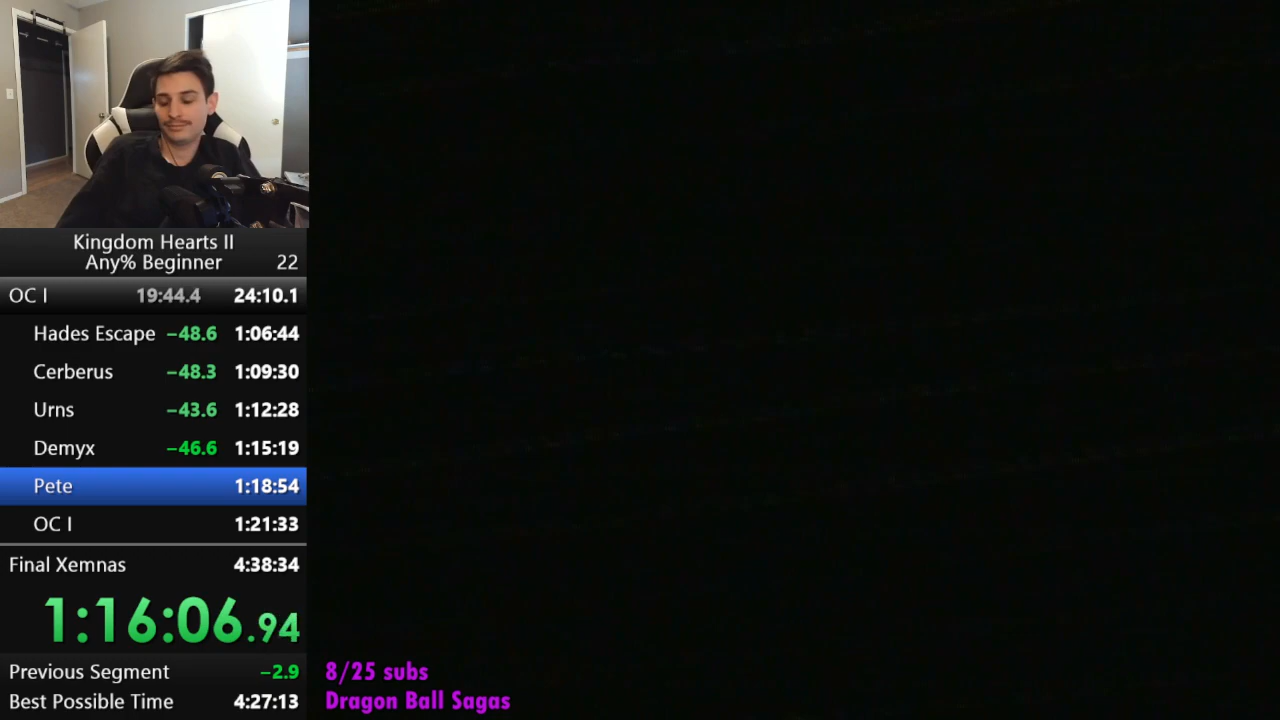 Kingdom Hearts II
Any% Beginner 22
OC I 19:44.4 24:10.1
Hades Escape −48.6 1:06:44
Cerberus −48.3 1:09:30
Urns −43.6 1:12:28
Demyx −46.6 1:15:19
Pete 1:18:54
OC I 1:21:33
Final Xemnas 4:38:34
1:16:06.94
Previous Segment −2.9
Best Possible Time 4:27:13
8/25 subs
Dragon Ball Sagas